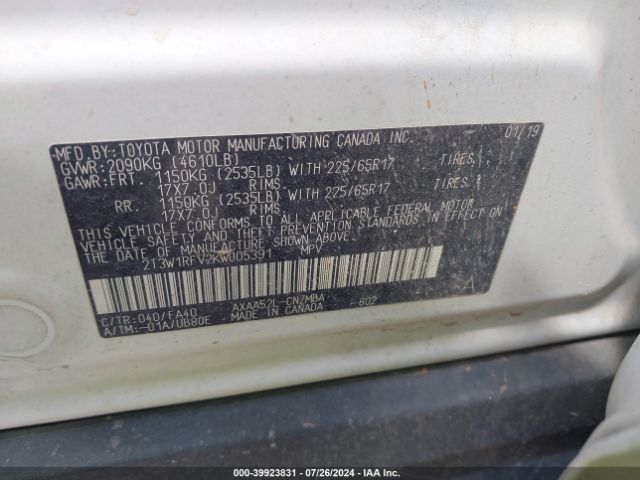 MFD BY: TOYOTA MOTOR MANUFACTURING CANADA INC. 01/19
GVWR: 2090KG (4610LB)
GAWR: FRT. 1150KG (2535LB) WITH 225/65R17 TIRES,
17X7.0J RIMS,
RR. 1150KG (2535LB) WITH 225/65R17 TIRES,
17X7.0J RIMS,
THIS VEHICLE CONFORMS TO ALL APPLICABLE FEDERAL MOTOR
VEHICLE SAFETY AND THEFT PREVENTION STANDARDS IN EFFECT ON
THE DATE OF MANUFACTURE SHOWN ABOVE.
2T3W1RFV2KW005391 MPV
A
C/TR: 040/FA40 AXAA52L-CNZMBA -802
A/TM: -01A/UB80E MADE IN CANADA
000-39923831 - 07/26/2024 - IAA Inc.